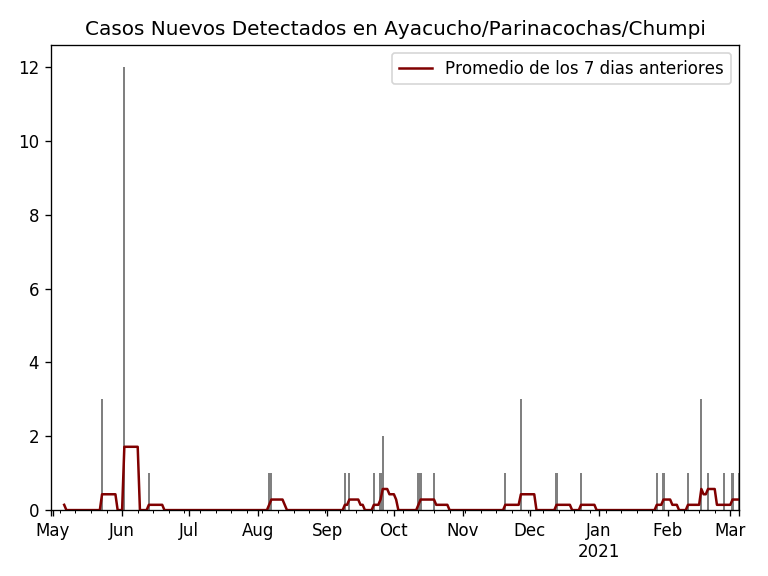 Casos Nuevos Detectados en Ayacucho/Parinacochas/Chumpi
Promedio de los 7 dias anteriores
12
10
8
6
4
2
0
May Jun Jul Aug Sep Oct Nov Dec Jan Feb Mar
2021